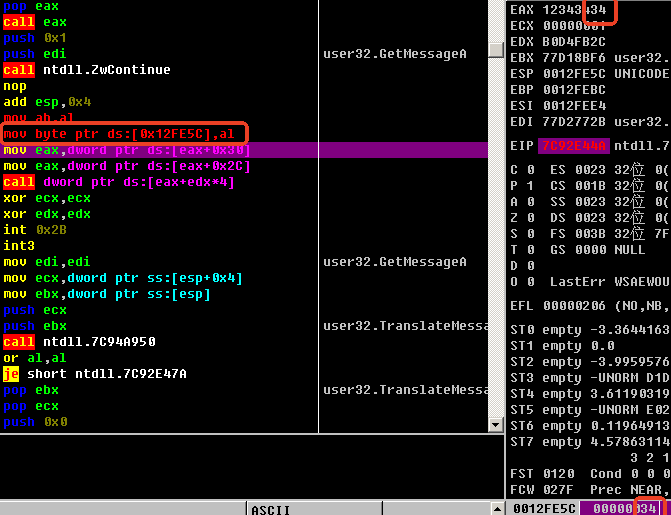 pop eax
call eax
push 0x1
push edi
call ntdll.ZwContinue
nop
add esp,0x4
mov ah,al
mov byte ptr ds:[0x12FE5C],al
mov eax,dword ptr ds:[eax+0x30]
mov eax,dword ptr ds:[eax+0x2C]
call dword ptr ds:[eax+edx*4]
xor ecx,ecx
xor edx,edx
int 0x2B
int3
mov edi,edi
mov ecx,dword ptr ss:[esp+0x4]
mov ebx,dword ptr ss:[esp]
push ecx
push ebx
call ntdll.7C94A950
or al,al
je short ntdll.7C92E47A
pop ebx
pop ecx
push 0x0
user32.GetMessageA
user32.GetMessageA
user32.TranslateMessa
user32.TranslateMessa
EAX 12343434
ECX 00000001
EDX B0D4FB2C
EBX 77D18BF6 user32.
ESP 0012FE5C UNICODE
EBP 0012FEBC
ESI 0012FEE4
EDI 77D2772B user32.
EIP 7C92E44A ntdll.7
C 0 ES 0023 32位 0(
P 1 CS 001B 32位 0(
A 0 SS 0023 32位 0(
Z 0 DS 0023 32位 0(
S 0 FS 003B 32位 7F
T 0 GS 0000 NULL
D 0
O 0 LastErr WSAEWOU
EFL 00000206 (NO,NB,
ST0 empty -3.3644163
ST1 empty 0.0
ST2 empty -3.9959576
ST3 empty -UNORM D1D
ST4 empty 3.61190319
ST5 empty -UNORM E02
ST6 empty 0.11964913
ST7 empty 4.57863114
3 2 1
FST 0120 Cond 0 0 0
FCW 027F Prec NEAR,
ASCII
0012FE5C 00000034